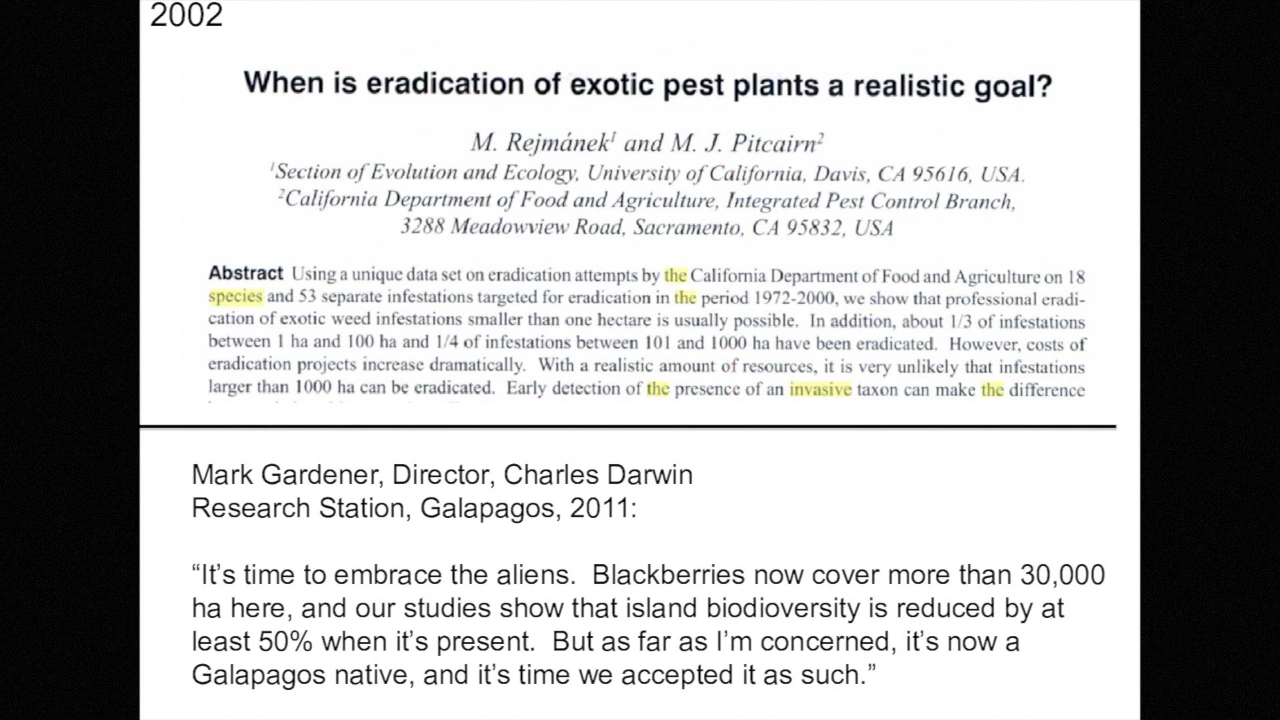 2002
When is eradication of exotic pest plants a realistic goal?
M. Rejmánek¹ and M. J. Pitcairn²
¹Section of Evolution and Ecology, University of California, Davis, CA 95616, USA.
²California Department of Food and Agriculture, Integrated Pest Control Branch,
3288 Meadowview Road, Sacramento, CA 95832, USA
Abstract Using a unique data set on eradication attempts by the California Department of Food and Agriculture on 18
species and 53 separate infestations targeted for eradication in the period 1972-2000, we show that professional eradi-
cation of exotic weed infestations smaller than one hectare is usually possible. In addition, about 1/3 of infestations
between 1 ha and 100 ha and 1/4 of infestations between 101 and 1000 ha have been eradicated. However, costs of
eradication projects increase dramatically. With a realistic amount of resources, it is very unlikely that infestations
larger than 1000 ha can be eradicated. Early detection of the presence of an invasive taxon can make the difference
Mark Gardener, Director, Charles Darwin
Research Station, Galapagos, 2011:
“It’s time to embrace the aliens. Blackberries now cover more than 30,000
ha here, and our studies show that island biodioversity is reduced by at
least 50% when it’s present. But as far as I’m concerned, it’s now a
Galapagos native, and it’s time we accepted it as such.”